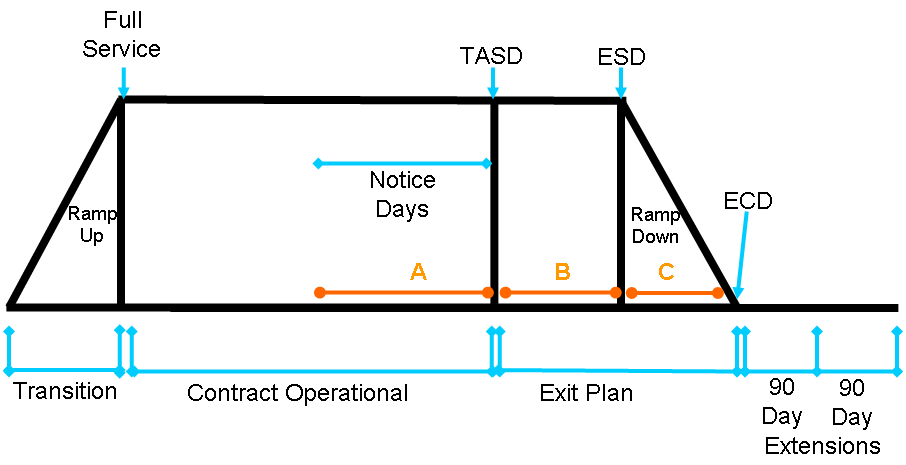 Full
Service
TASD
ESD
Notice
Days
Ramp
Up
Ramp
Down
ECD
A
B
C
Transition
Contract Operational
Exit Plan
90
Day
90
Day
Extensions